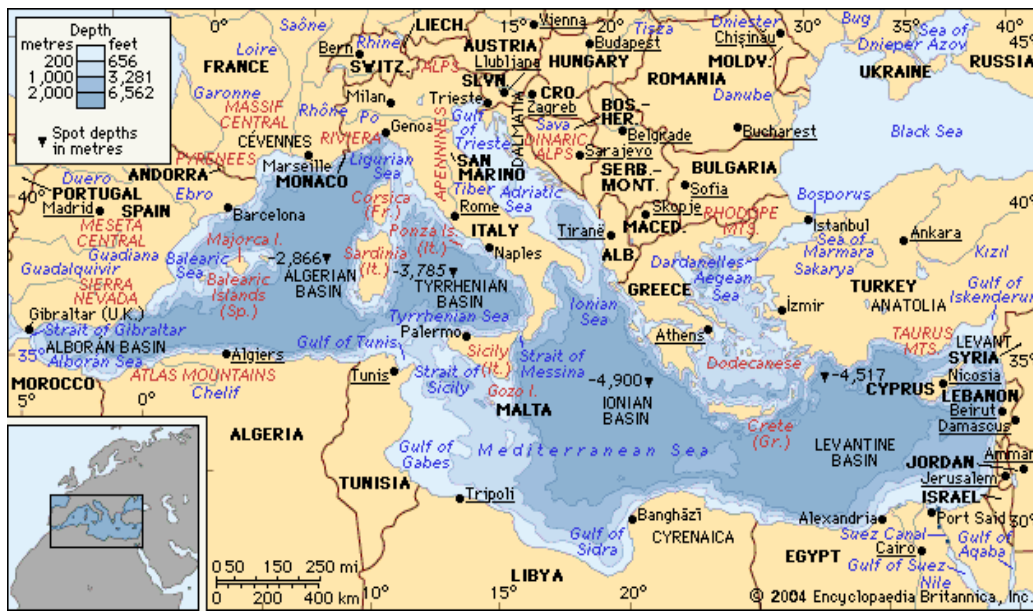 Depth
metres feet
200 656
1,000 3,281
2,000 6,562
Spot depths
in metres
0°
15°
20°
25°
30°
35°
45°
40°
35°
30°
40°
35°
5°
0°
10°
15°
20°
25°
30°
35°
LIECH.
Vienna
Saône
Rhine
AUSTRIA
Budapest
Tisza
Dniester
Chişinău
Bug
Sea of
Azov
Dnieper
RUSSIA
Loire
Bern
Llubljana
HUNGARY
MOLDV.
FRANCE
SWITZ.
ALPS
SLVN.
ROMANIA
UKRAINE
Garonne
Milan
Trieste
CRO.
Zagreb
MASSIF
CENTRAL
Rhône
Po
Gulf
of
Trieste
DALMATIA
BOS.-
HER.
Danube
CÉVENNES
RIVIERA
Genoa
Sava
Belgrade
Bucharest
Black Sea
PYRENEES
Marseille
Ligurian
Sea
APENNINES
SAN
MARINO
DINARIC
ALPS
Sarajevo
ANDORRA
MONACO
SERB.-
MONT.
BULGARIA
Duero
Ebro
Corsica
(Fr.)
Tiber
Adriatic
Sea
Sofia
PORTUGAL
Bosporus
Madrid
SPAIN
Barcelona
Rome
Skopje
RHODOPE
MTS.
Istanbul
MESETA
CENTRAL
Majorca I.
Ponza Is.
(It.)
ITALY
Tiranë
MACED.
Ankara
Guadiana
Sardinia
(It.)
Naples
ALB.
Sea of
Marmara
Kızıl
Balearic
Sea
-2,866
ALGERIAN
BASIN
-3,785
TYRRHENIAN
BASIN
Dardanelles
Aegean
Sea
Sakarya
Guadalquivir
Balearic
Islands
(Sp.)
GREECE
TURKEY
Gulf of
Iskenderun
SIERRA
NEVADA
Ionian
Sea
İzmir
ANATOLIA
Gibraltar (U.K.)
Tyrrhenian Sea
Strait of Gibraltar
Palermo
Athens
ALBORÁN BASIN
Gulf of Tunis
TAURUS
MTS.
LEVANT
Alboran Sea
Algiers
Sicily
(It.)
Strait of
Messina
Dodecanese
SYRIA
MOROCCO
ATLAS MOUNTAINS
Tunis
-4,517
Nicosia
Chelif
Strait of
Sicily
Gozo I.
-4,900
CYPRUS
LEBANON
MALTA
IONIAN
BASIN
Crete
(Gr.)
Beirut
Damascus
ALGERIA
Gulf of
Gabes
Mediterranean Sea
LEVANTINE
BASIN
Amman
JORDAN
TUNISIA
Jerusalem
Tripoli
ISRAEL
Banghāzī
Alexandria
Port Said
Gulf of
Sidra
CYRENAICA
Suez Canal
Gulf of
Aqaba
EGYPT
Cairo
LIBYA
Gulf of Suez
Nile
0 50 150 250 mi
0 200 400 km
© 2004 Encyclopaedia Britannica, Inc.